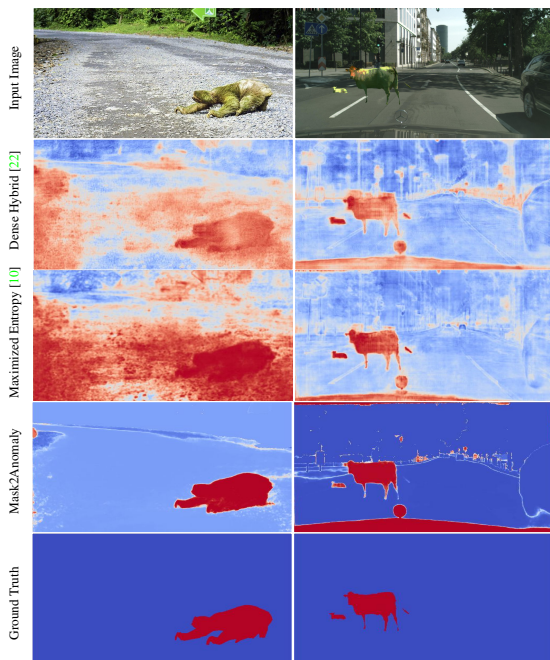 Input Image
Dense Hybrid [22]
Maximized Entropy [10]
Mask2Anomaly
Ground Truth